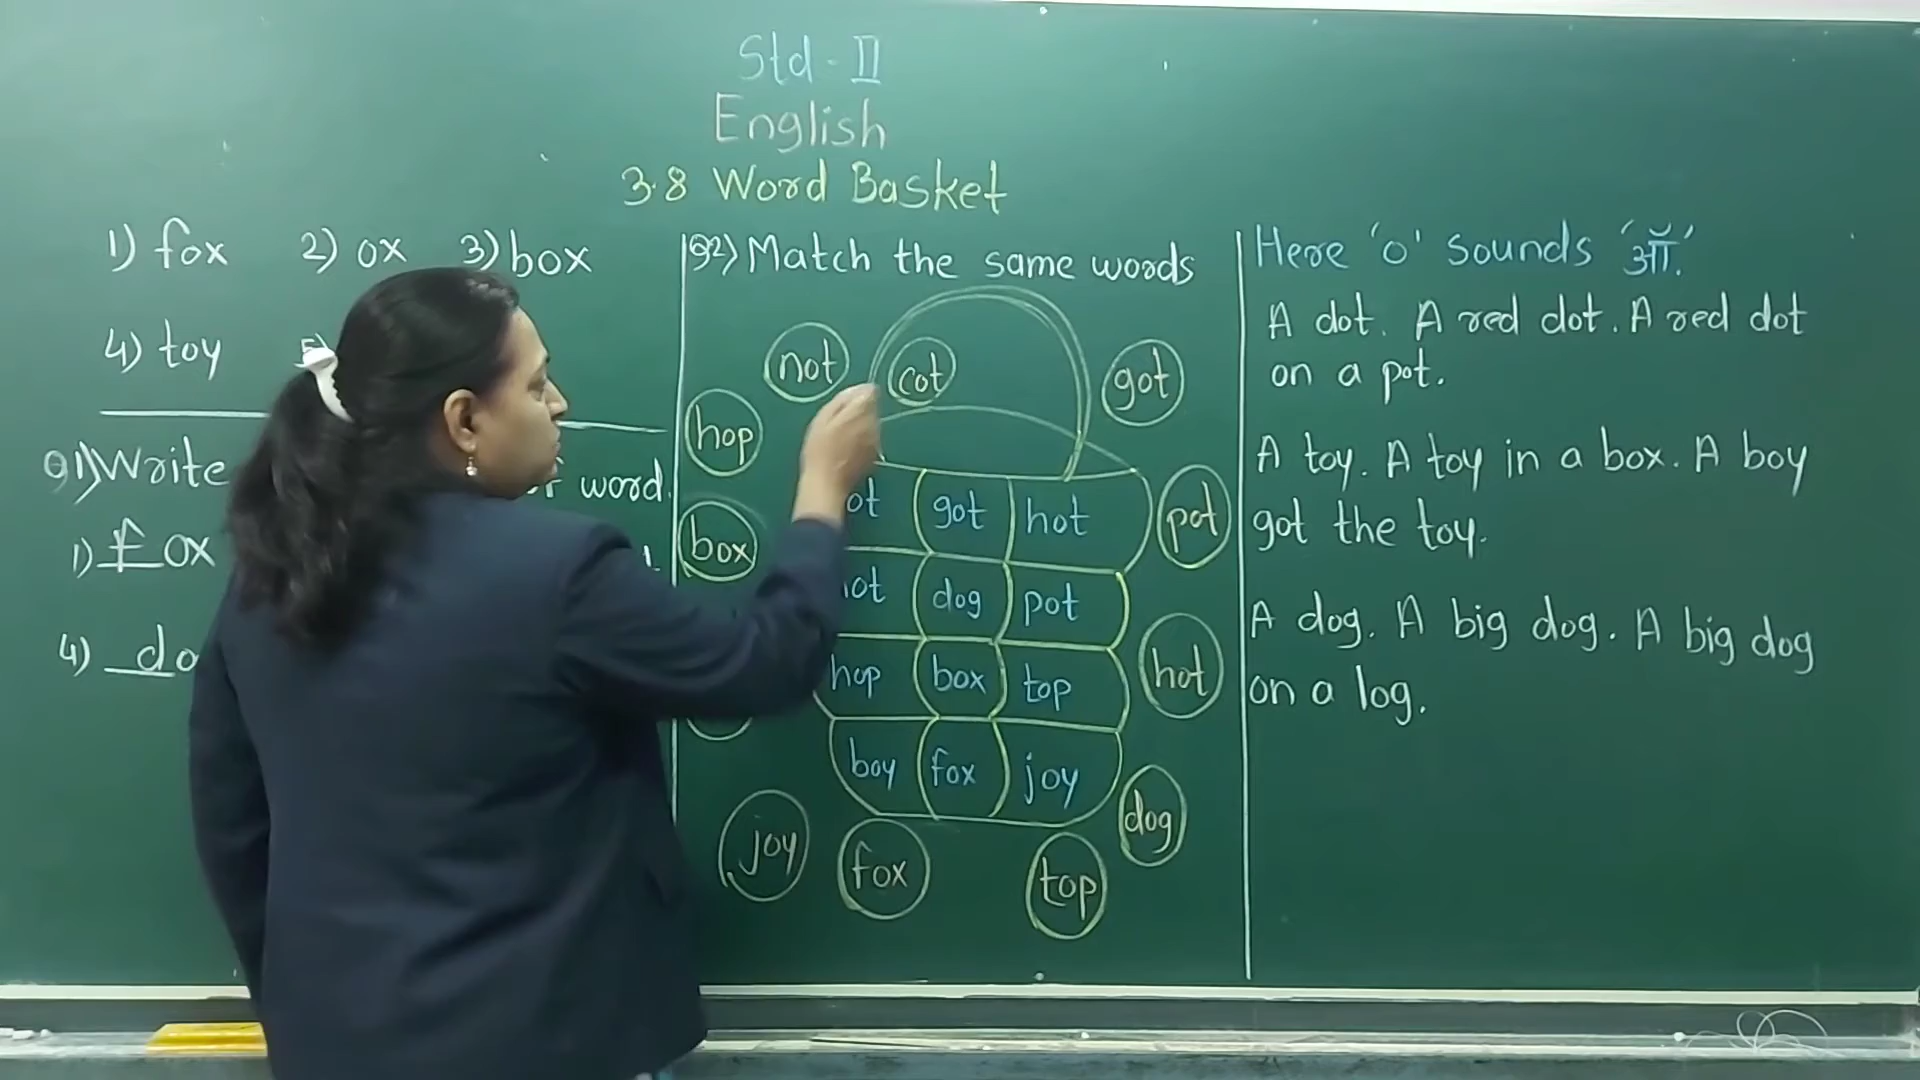 Std - II
English
3.8 Word Basket
1) fox 2) ox 3) box
4) toy
Q1) Write word.
1) f ox
4) do
Q2) Match the same words
not cot got
hop
box pot
got hot
dog pot
hop box top hot
boy fox joy
joy fox top dog
Here 'o' sounds 'ऑ.'
A dot. A red dot. A red dot
on a pot.
A toy. A toy in a box. A boy
got the toy.
A dog. A big dog. A big dog
on a log.